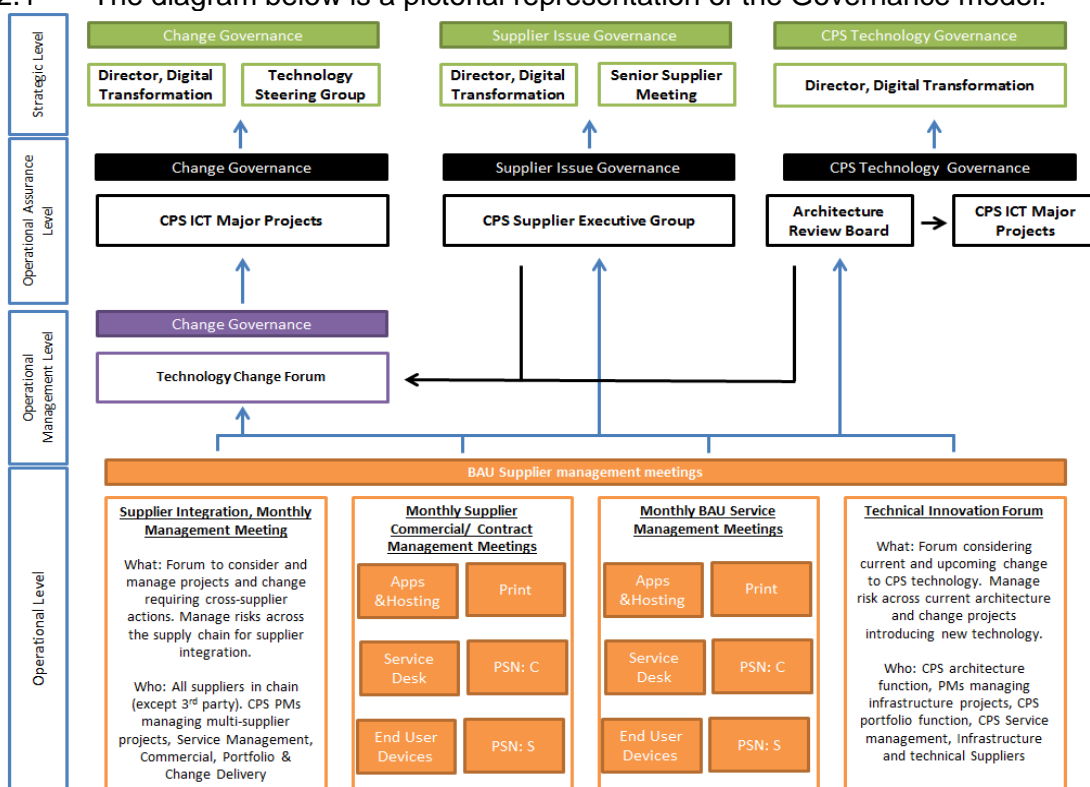 The diagram below is a pictorial representation of the Governance model.
Strategic Level
Change Governance
Supplier Issue Governance
CPS Technology Governance
Director, Digital
Transformation
Technology
Steering Group
Director, Digital
Transformation
Senior Supplier
Meeting
Director, Digital Transformation
Operational Assurance
Level
Change Governance
Supplier Issue Governance
CPS Technology Governance
CPS ICT Major Projects
CPS Supplier Executive Group
Architecture
Review Board
CPS ICT Major
Projects
Operational
Management Level
Change Governance
Technology Change Forum
Operational Level
BAU Supplier management meetings
Supplier Integration, Monthly
Management Meeting
What: Forum to consider and
manage projects and change
requiring cross-supplier
actions. Manage risks across
the supply chain for supplier
integration.
Who: All suppliers in chain
(except 3rd party). CPS PMs
managing multi-supplier
projects, Service Management,
Commercial, Portfolio &
Change Delivery
Monthly Supplier
Commercial/ Contract
Management Meetings
Apps
&Hosting
Print
Service
Desk
PSN: C
End User
Devices
PSN: S
Monthly BAU Service
Management Meetings
Apps
&Hosting
Print
Service
Desk
PSN: C
End User
Devices
PSN: S
Technical Innovation Forum
What: Forum considering
current and upcoming change
to CPS technology. Manage
risk across current architecture
and change projects
introducing new technology.
Who: CPS architecture
function, PMs managing
infrastructure projects, CPS
portfolio function, CPS Service
management, Infrastructure
and technical Suppliers